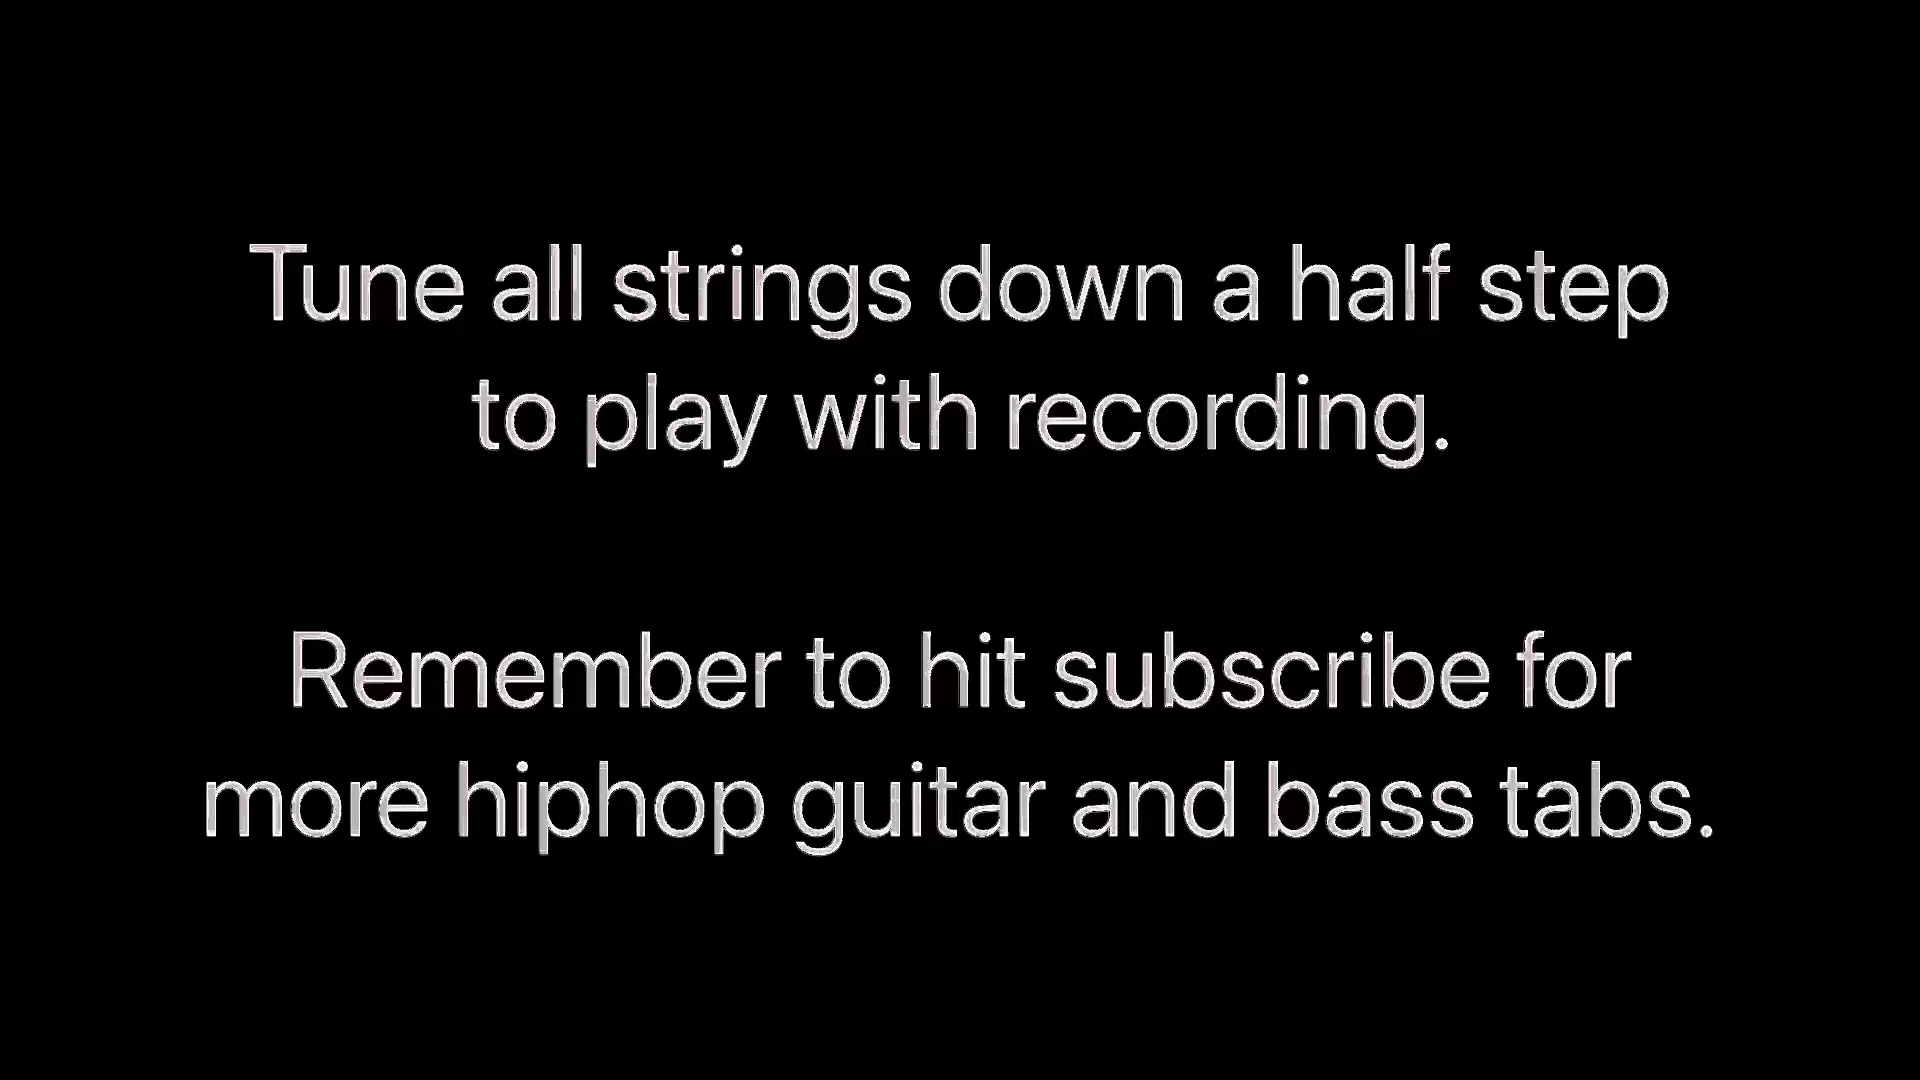 Tune all strings down a half step
to play with recording.
Remember to hit subscribe for
more hiphop guitar and bass tabs.